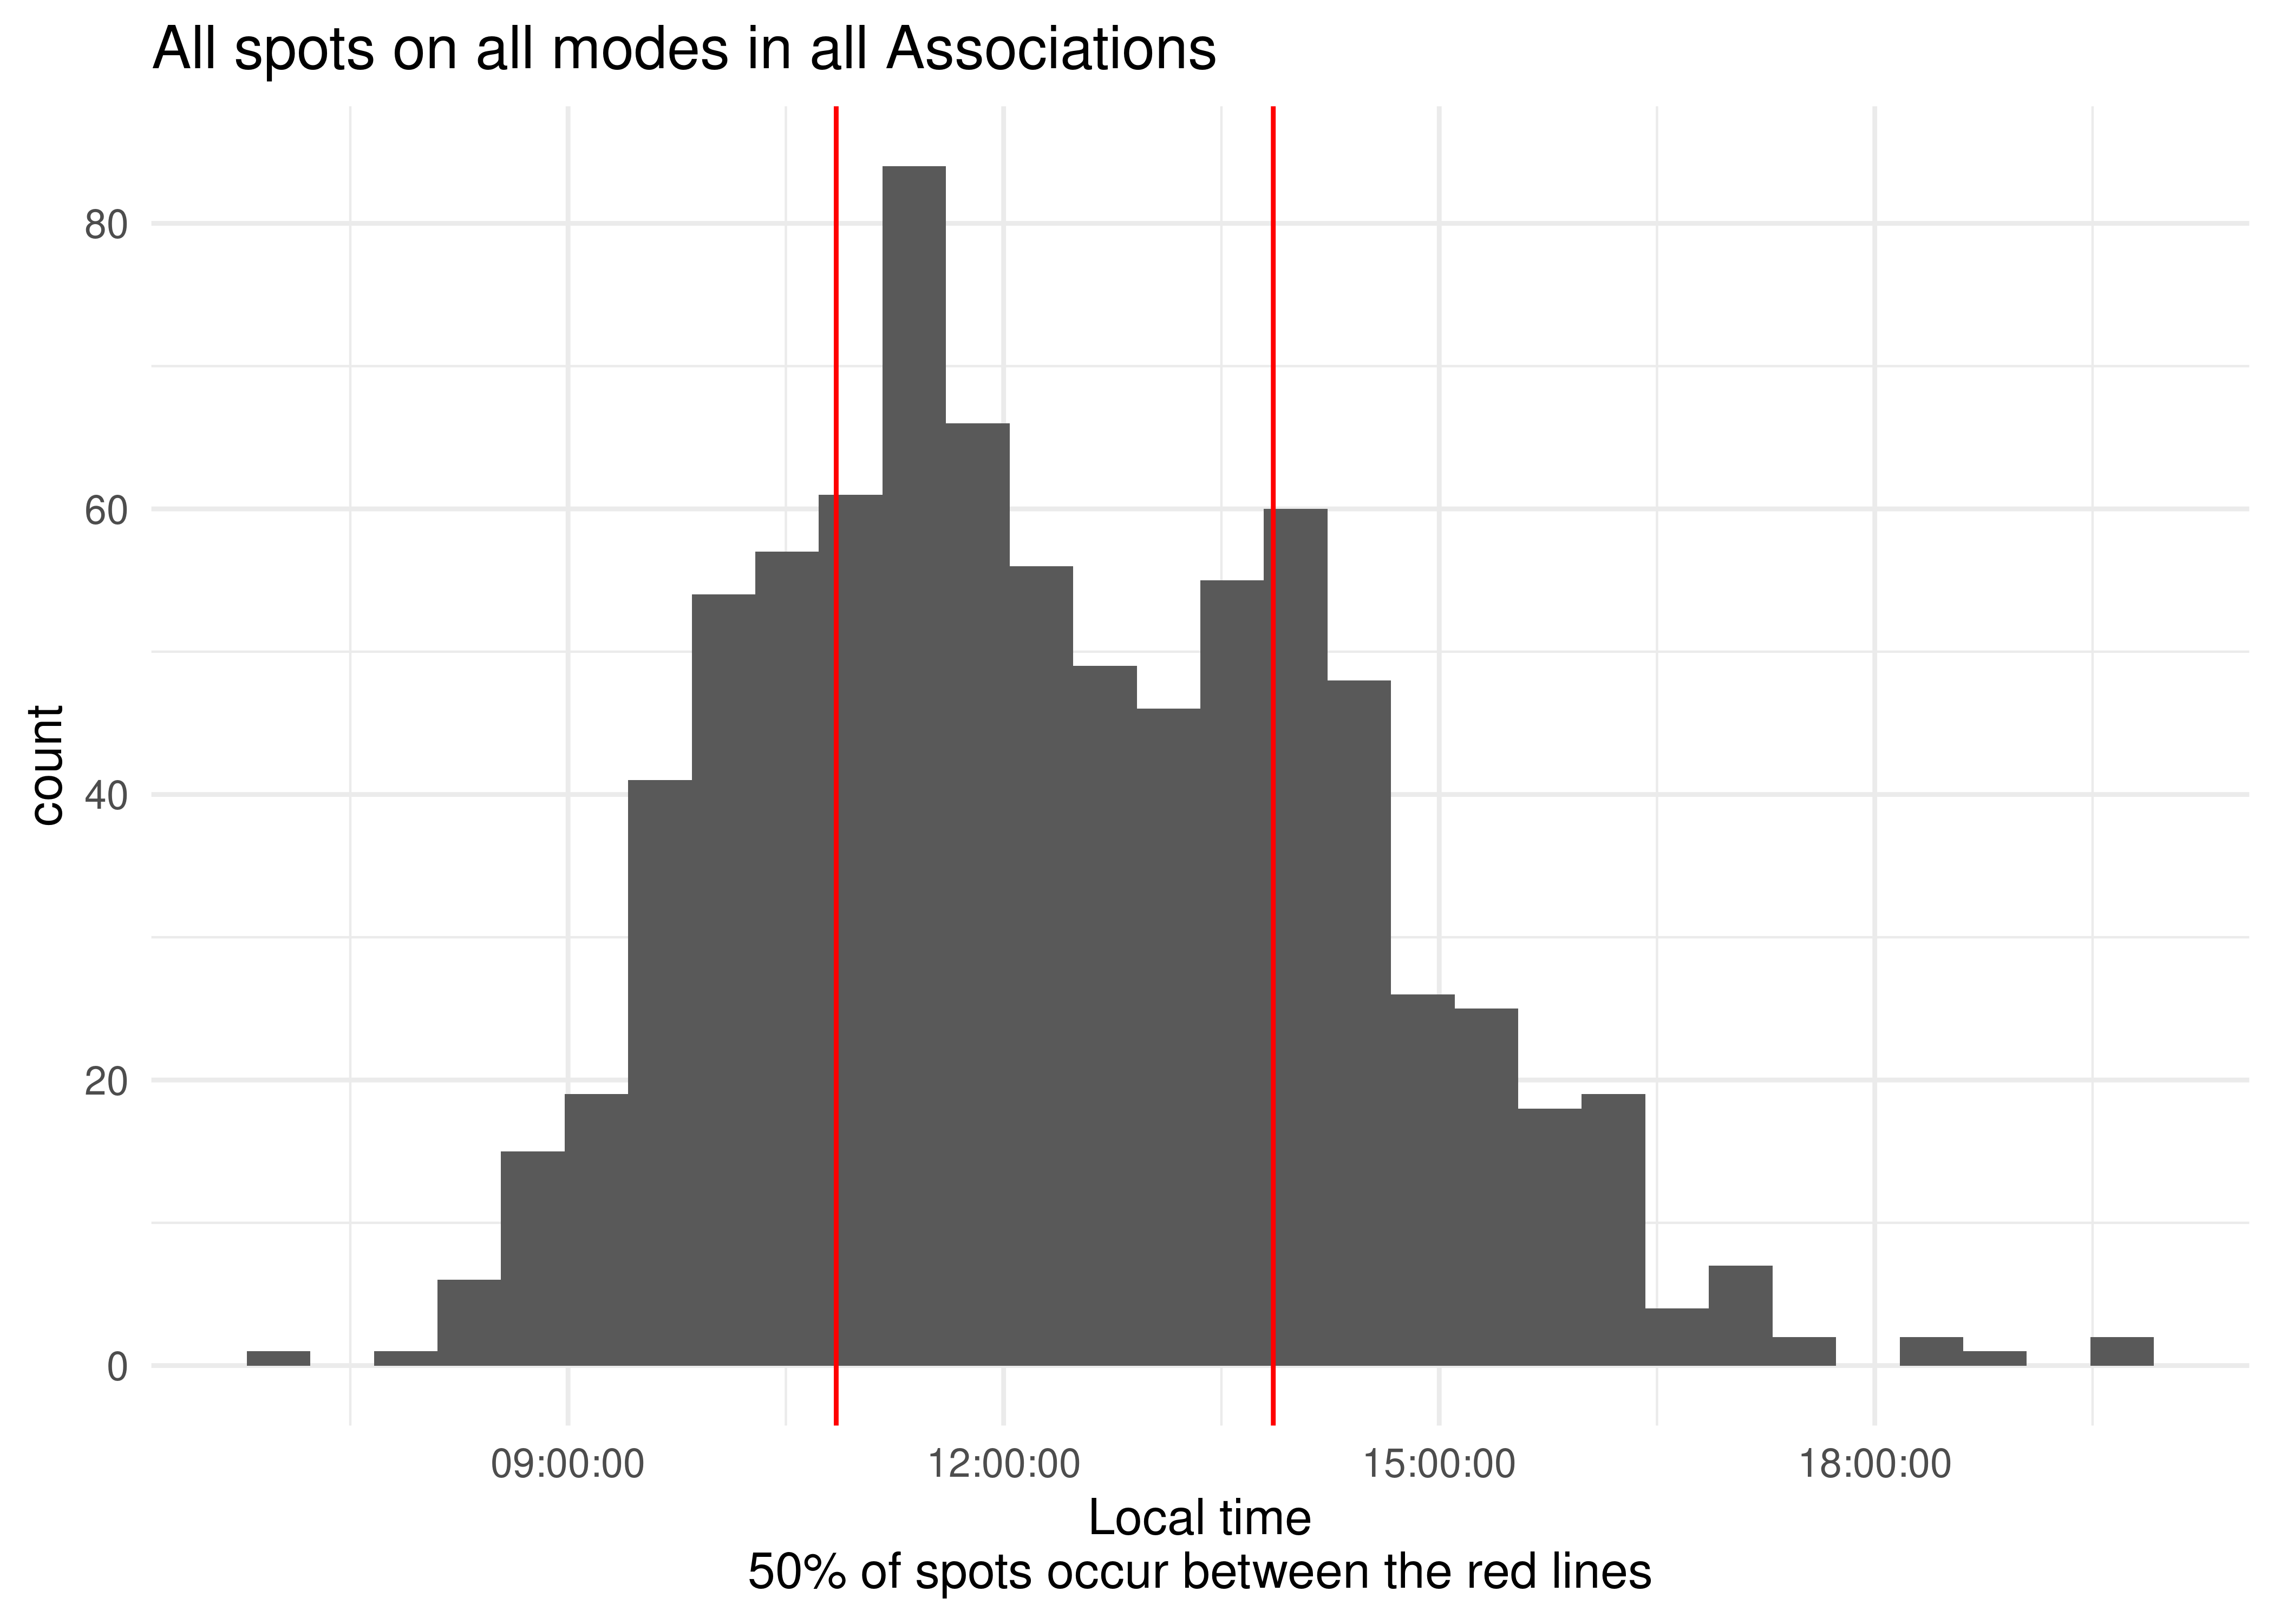 All spots on all modes in all Associations
count
80
60
40
20
0
09:00:00 12:00:00 15:00:00 18:00:00
Local time
50% of spots occur between the red lines